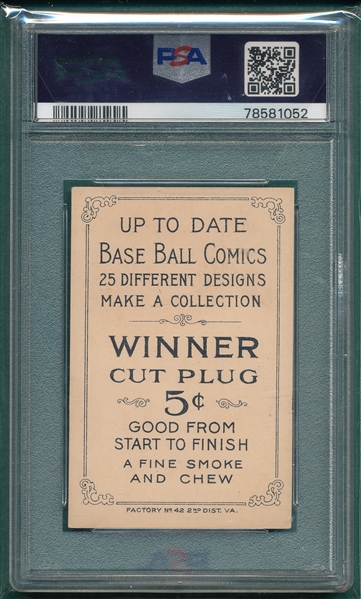 PSA
78581052
UP TO DATE
BASE BALL COMICS
25 DIFFERENT DESIGNS
MAKE A COLLECTION
WINNER
CUT PLUG
5¢
GOOD FROM
START TO FINISH
A FINE SMOKE
AND CHEW
FACTORY Nº 42 2ND DIST. VA.